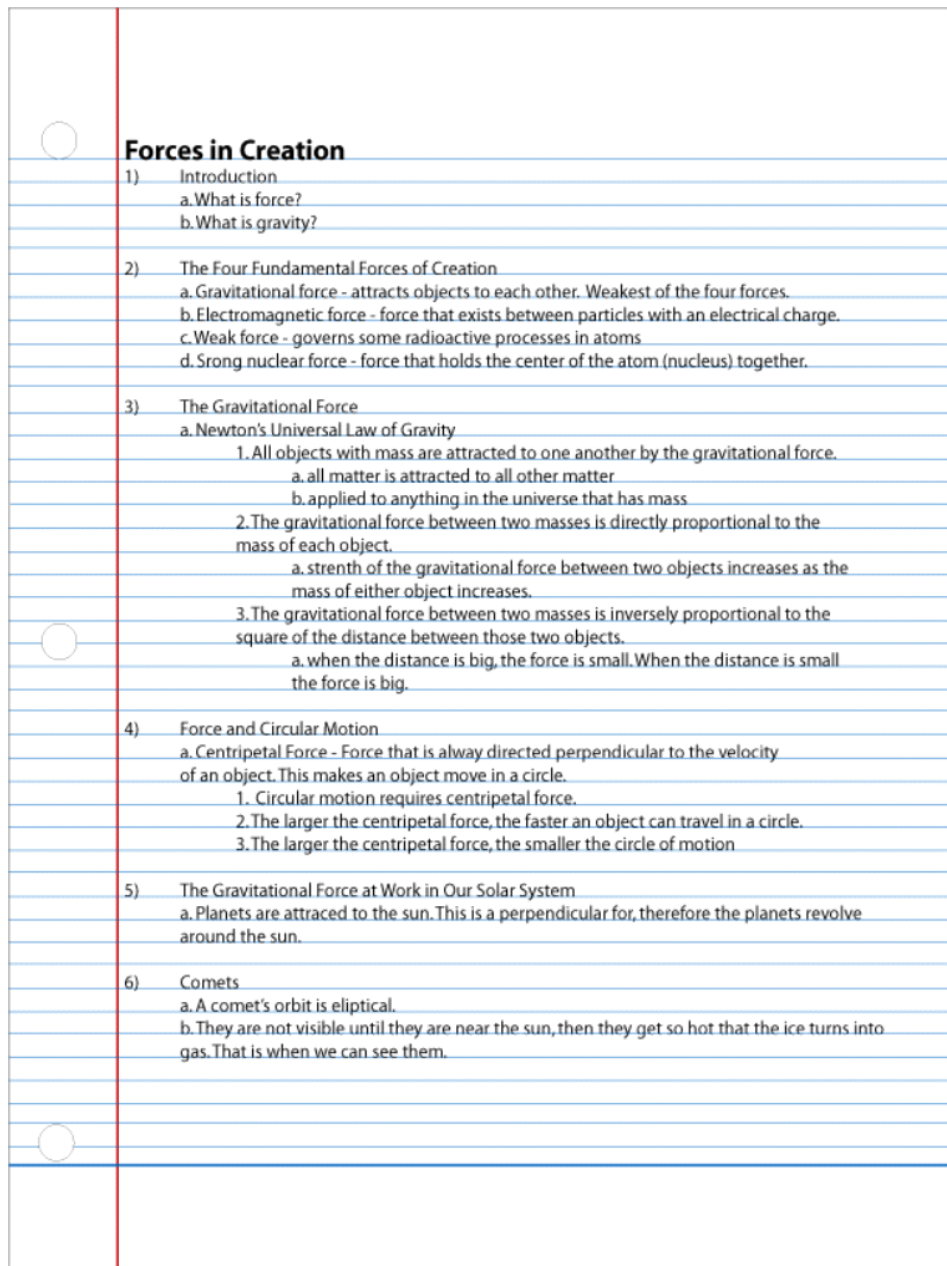 Forces in Creation
1) Introduction
a. What is force?
b. What is gravity?
2) The Four Fundamental Forces of Creation
a. Gravitational force - attracts objects to each other. Weakest of the four forces.
b. Electromagnetic force - force that exists between particles with an electrical charge.
c. Weak force - governs some radioactive processes in atoms
d. Srong nuclear force - force that holds the center of the atom (nucleus) together.
3) The Gravitational Force
a. Newton's Universal Law of Gravity
1. All objects with mass are attracted to one another by the gravitational force.
a. all matter is attracted to all other matter
b. applied to anything in the universe that has mass
2. The gravitational force between two masses is directly proportional to the
mass of each object.
a. strenth of the gravitational force between two objects increases as the
mass of either object increases.
3. The gravitational force between two masses is inversely proportional to the
square of the distance between those two objects.
a. when the distance is big, the force is small. When the distance is small
the force is big.
4) Force and Circular Motion
a. Centripetal Force - Force that is alway directed perpendicular to the velocity
of an object. This makes an object move in a circle.
1. Circular motion requires centripetal force.
2. The larger the centripetal force, the faster an object can travel in a circle.
3. The larger the centripetal force, the smaller the circle of motion
5) The Gravitational Force at Work in Our Solar System
a. Planets are attraced to the sun. This is a perpendicular for, therefore the planets revolve
around the sun.
6) Comets
a. A comet's orbit is eliptical.
b. They are not visible until they are near the sun, then they get so hot that the ice turns into
gas. That is when we can see them.